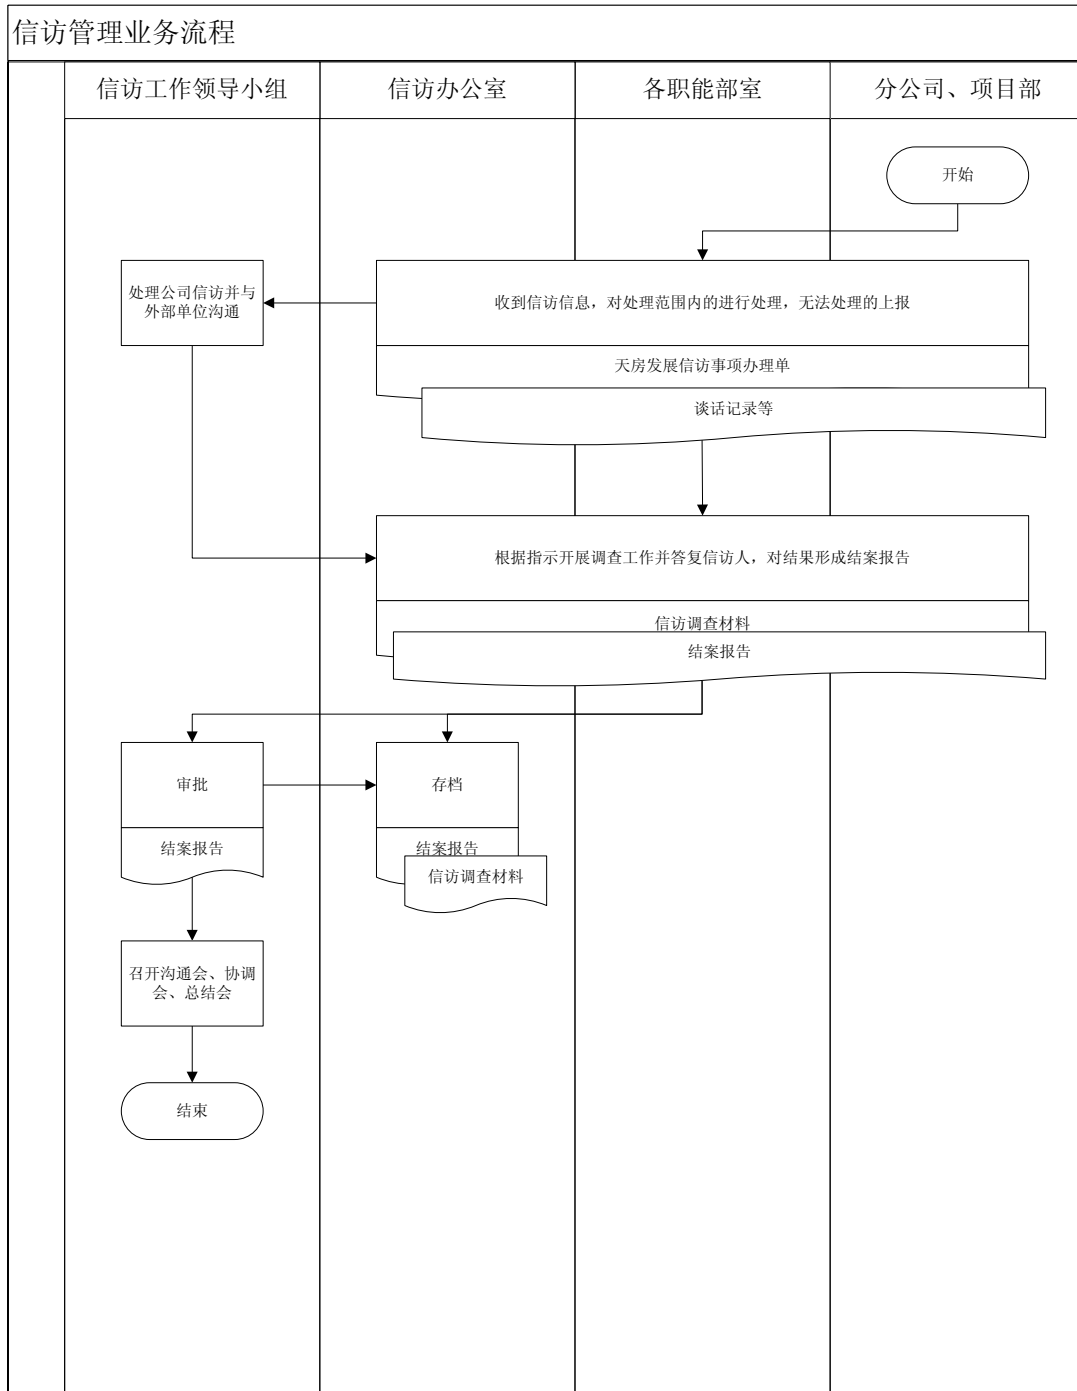 信访管理业务流程
信访工作领导小组
信访办公室
各职能部室
分公司、项目部
开始
处理公司信访并与
外部单位沟通
收到信访信息，对处理范围内的进行处理，无法处理的上报
天房发展信访事项办理单
谈话记录等
根据指示开展调查工作并答复信访人，对结果形成结案报告
信访调查材料
结案报告
审批
结案报告
存档
结案报告
信访调查材料
召开沟通会、协调
会、总结会
结束